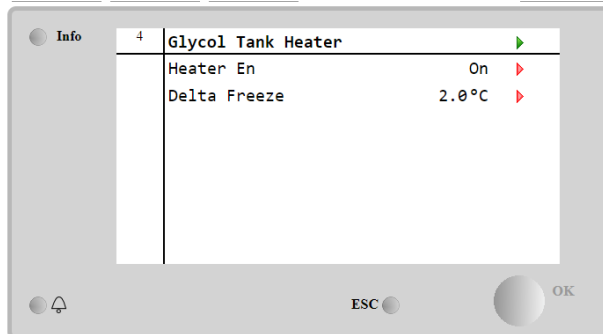 Info
4 Glycol Tank Heater
Heater En On
Delta Freeze 2.0°C
ESC
OK